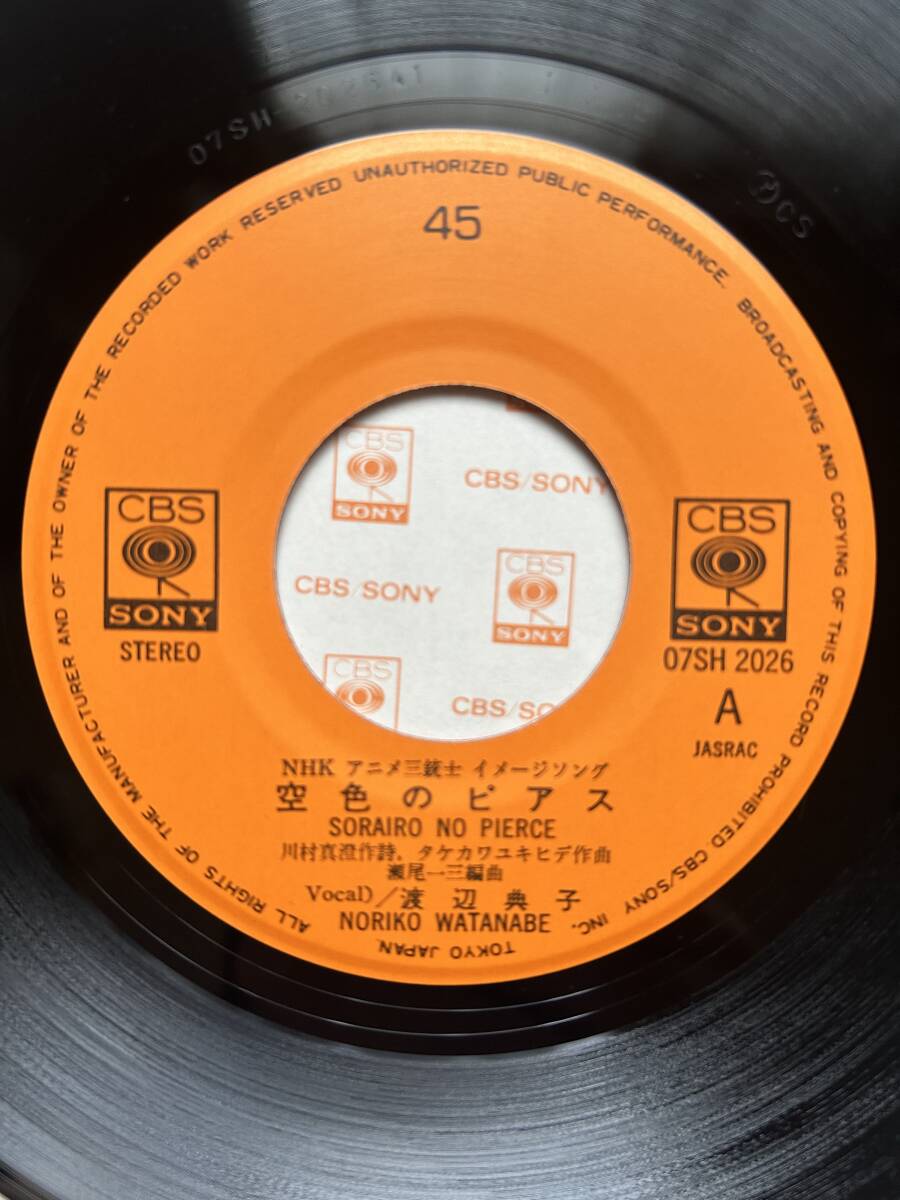 07SH 2026A1 1
ⓅCS
ALL RIGHTS OF THE MANUFACTURER AND OF THE OWNER OF THE RECORDED WORK RESERVED UNAUTHORIZED PUBLIC PERFORMANCE, BROADCASTING AND COPYING OF THIS RECORD PROHIBITED. CBS/SONY INC.
TOKYO JAPAN.
45
CBS
SONY
STEREO
CBS
SONY
07SH 2026
A
JASRAC
CBS
SONY
CBS/SONY
CBS/SONY
CBS
SONY
CBS
SONY
CBS/SO
NHK アニメ三銃士 イメージソング
空色のピアス
SORAIRO NO PIERCE
川村真澄作詩、タケカワユキヒデ作曲
瀬尾一三編曲
Vocal)/渡辺典子
NORIKO WATANABE